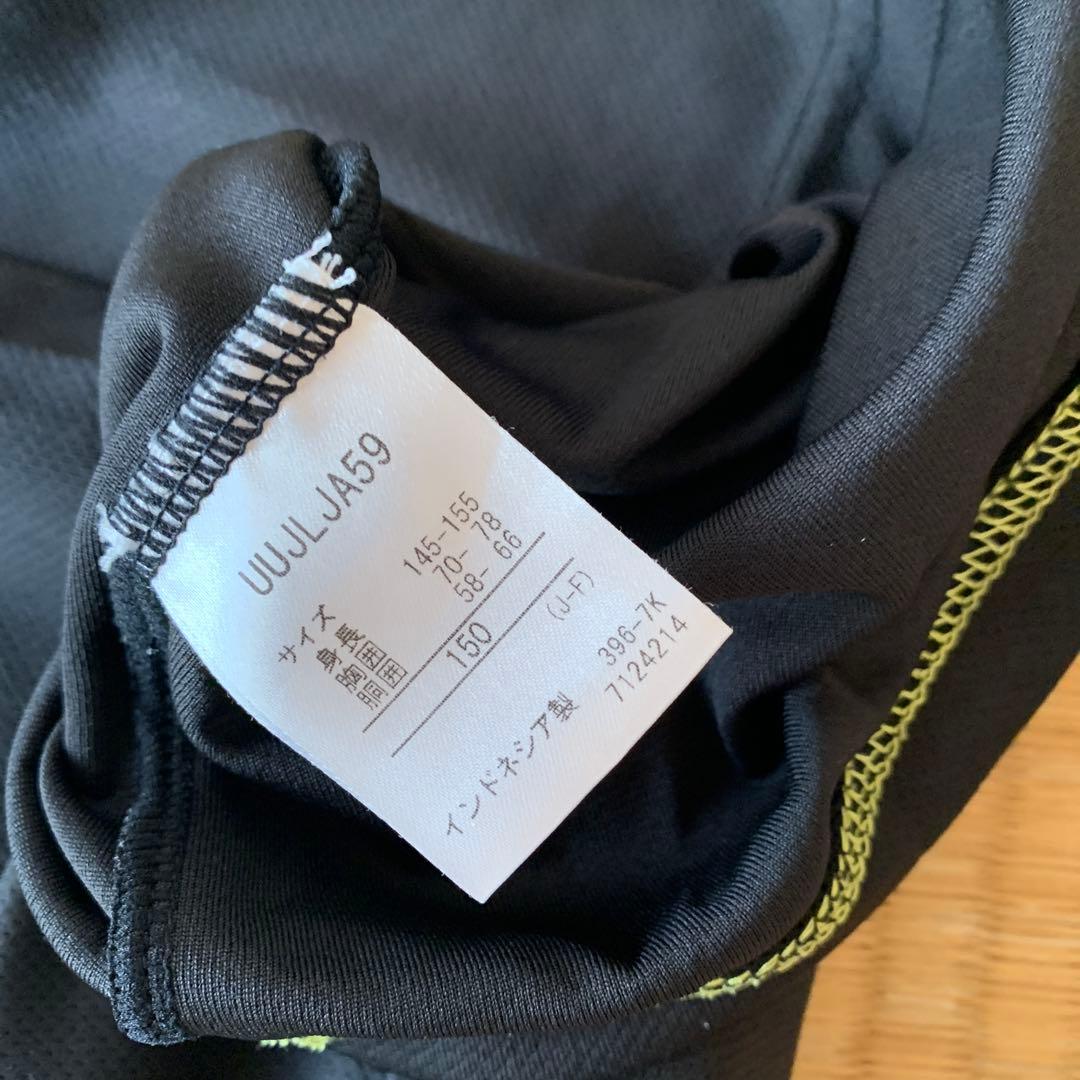 UUJLJA59
サイズ
身長 145-155
胸囲 70- 78
胴囲 58- 66
150
(J-F)
396-7K
インドネシア製 7124214